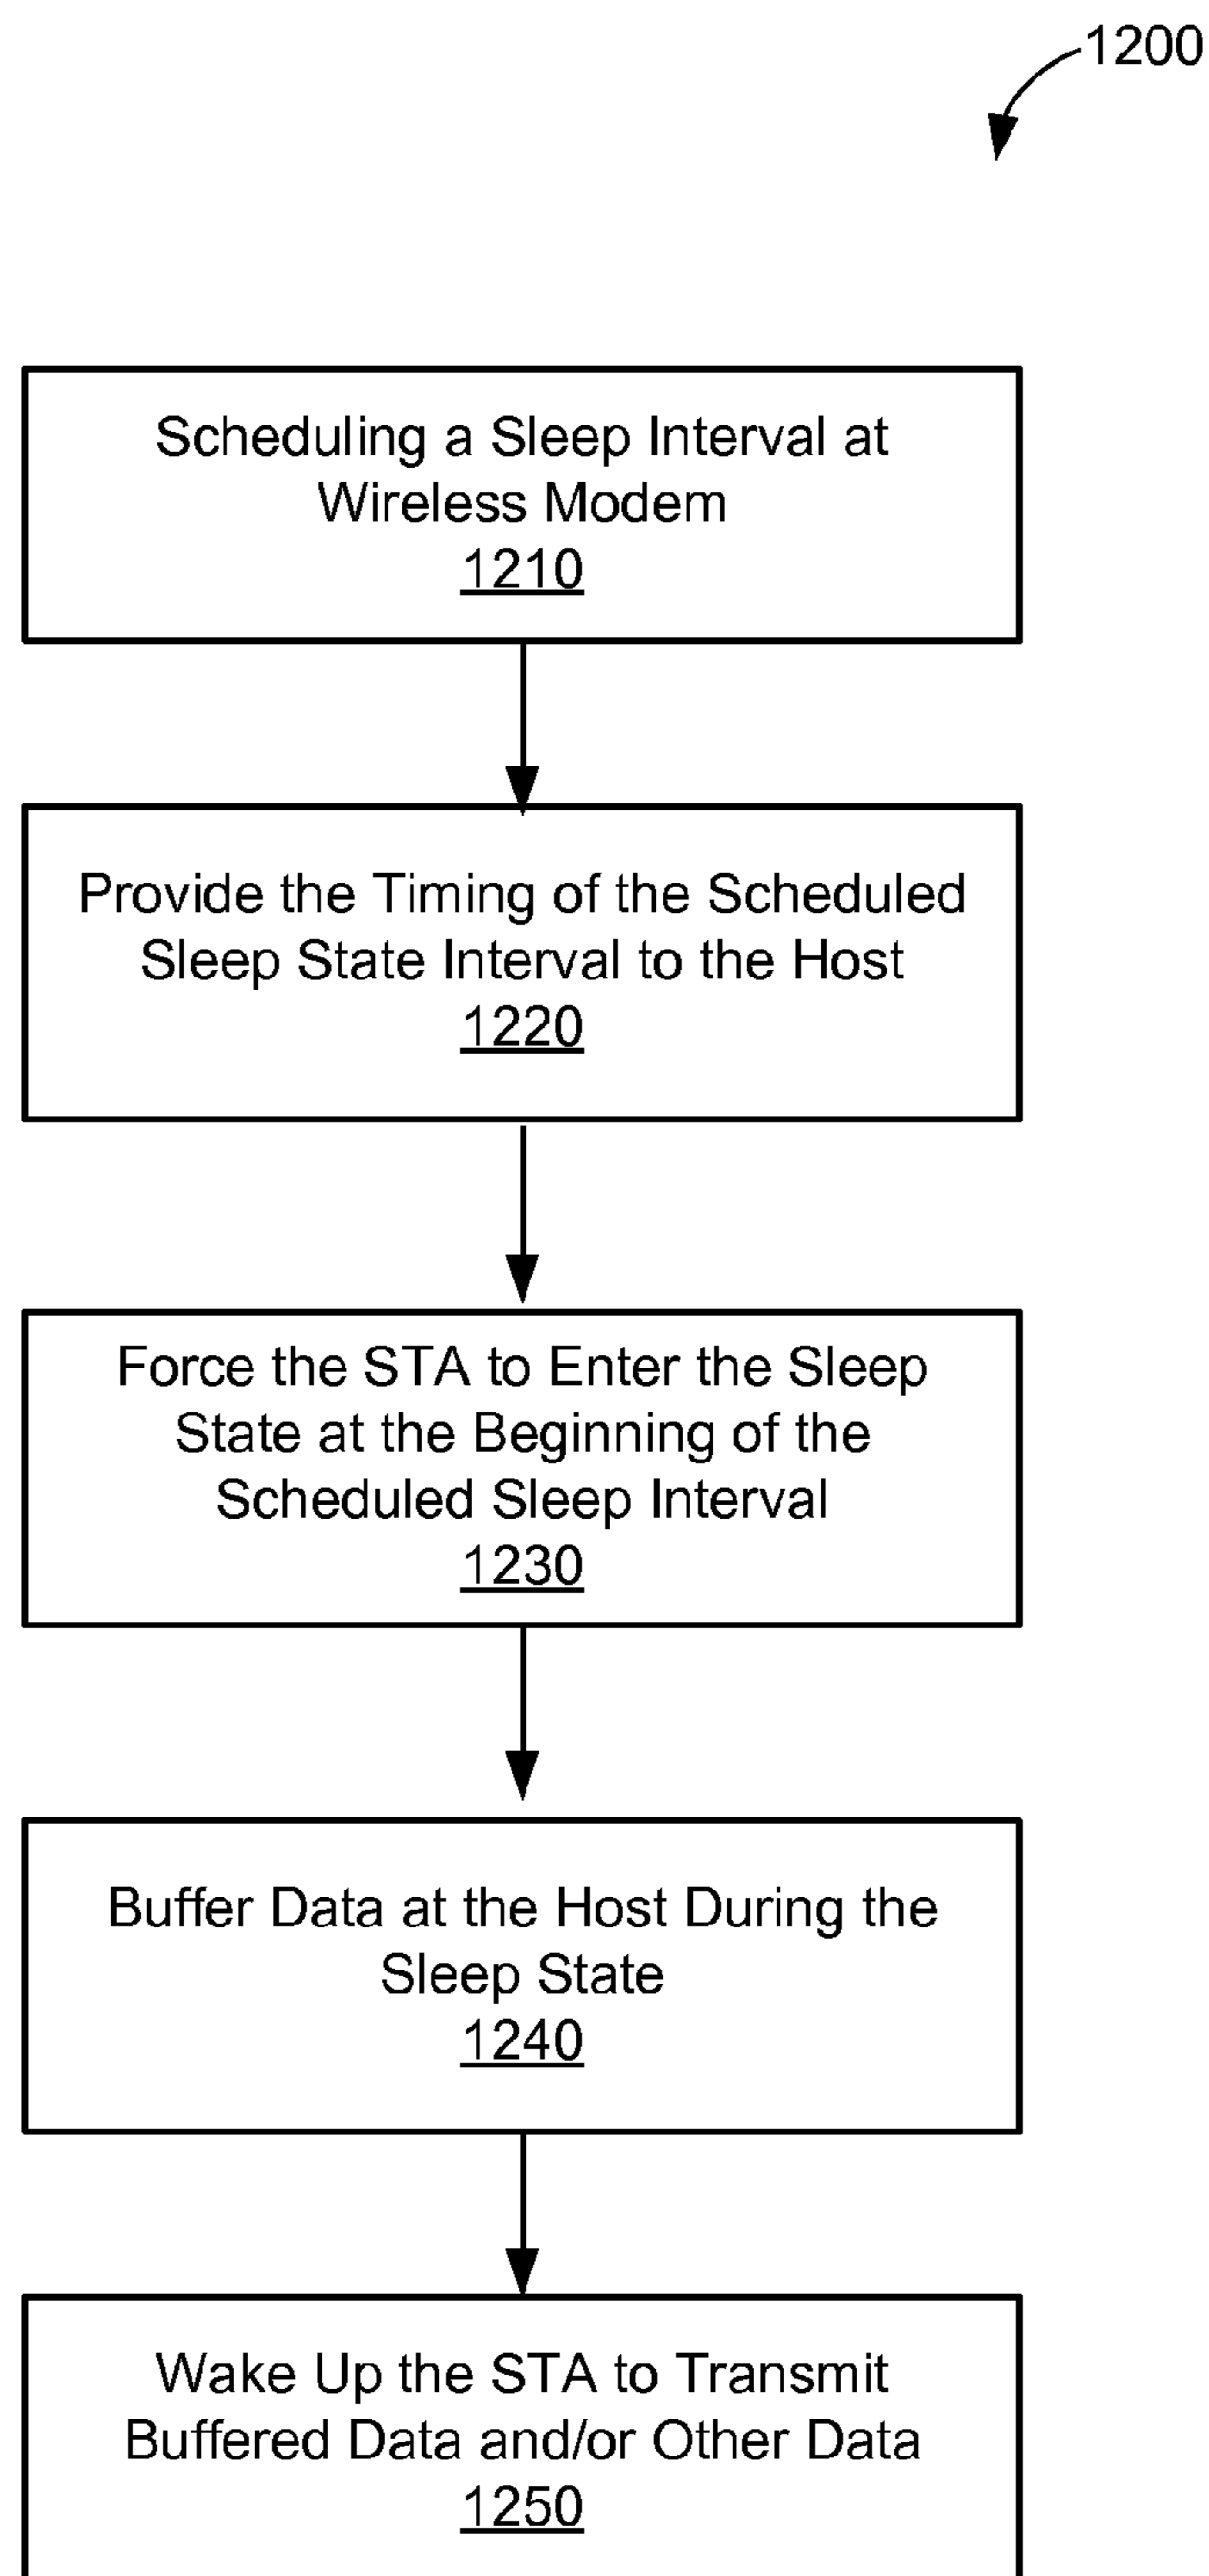 1200
Scheduling a Sleep Interval at
Wireless Modem
1210
Provide the Timing of the Scheduled
Sleep State Interval to the Host
1220
Force the STA to Enter the Sleep
State at the Beginning of the
Scheduled Sleep Interval
1230
Buffer Data at the Host During the
Sleep State
1240
Wake Up the STA to Transmit
Buffered Data and/or Other Data
1250